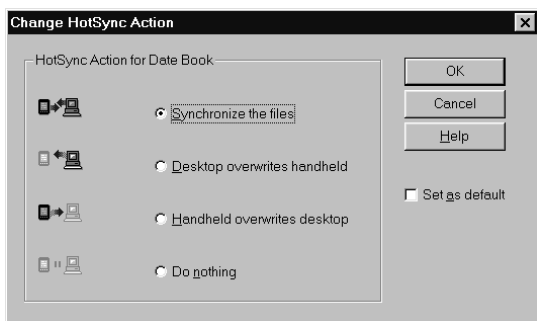 Change HotSync Action
HotSync Action for Date Book
Synchronize the files
Desktop overwrites handheld
Handheld overwrites desktop
Do nothing
OK
Cancel
Help
Set as default